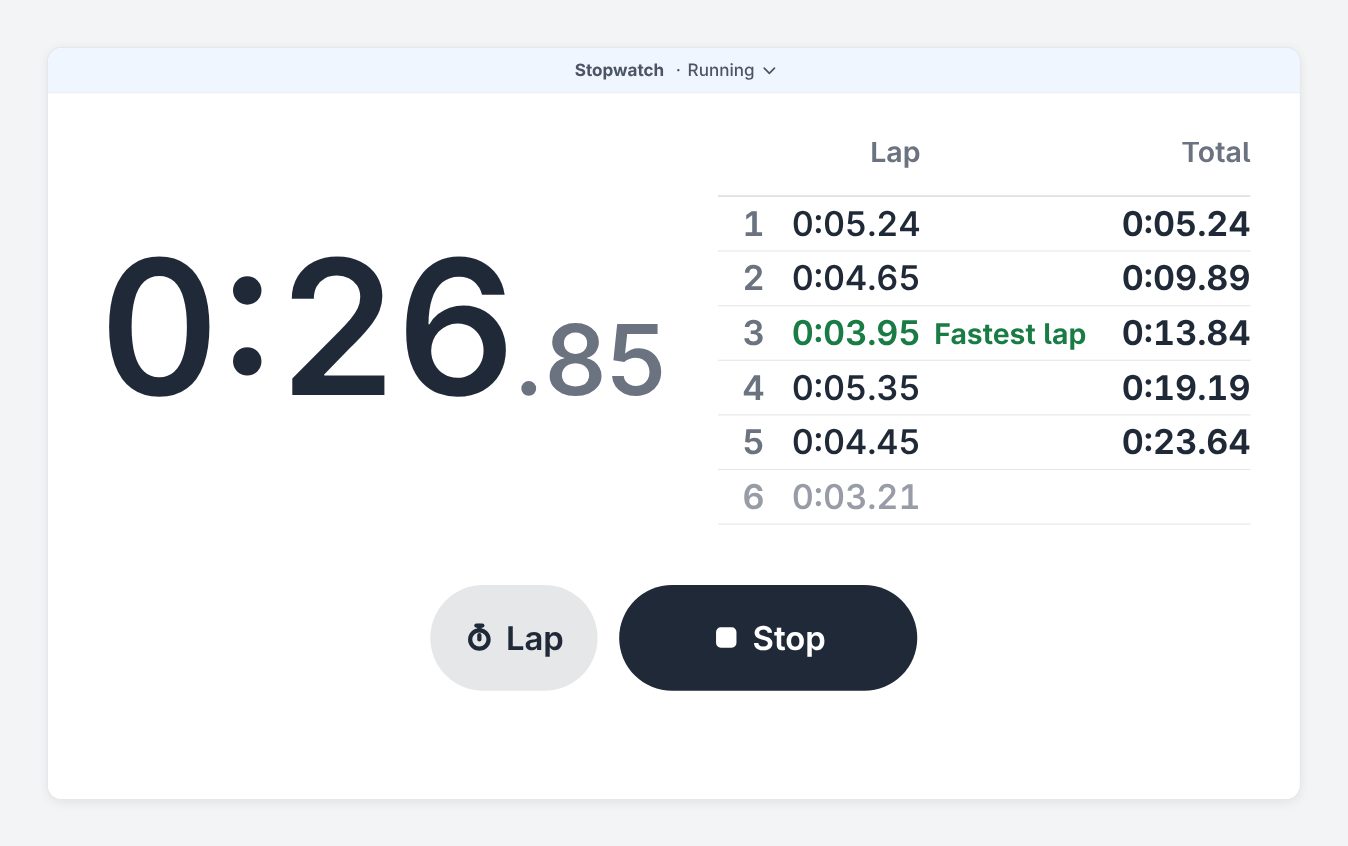 Stopwatch · Running
0:26.85
Lap Total
1 0:05.24 0:05.24
2 0:04.65 0:09.89
3 0:03.95 Fastest lap 0:13.84
4 0:05.35 0:19.19
5 0:04.45 0:23.64
6 0:03.21
Lap
Stop